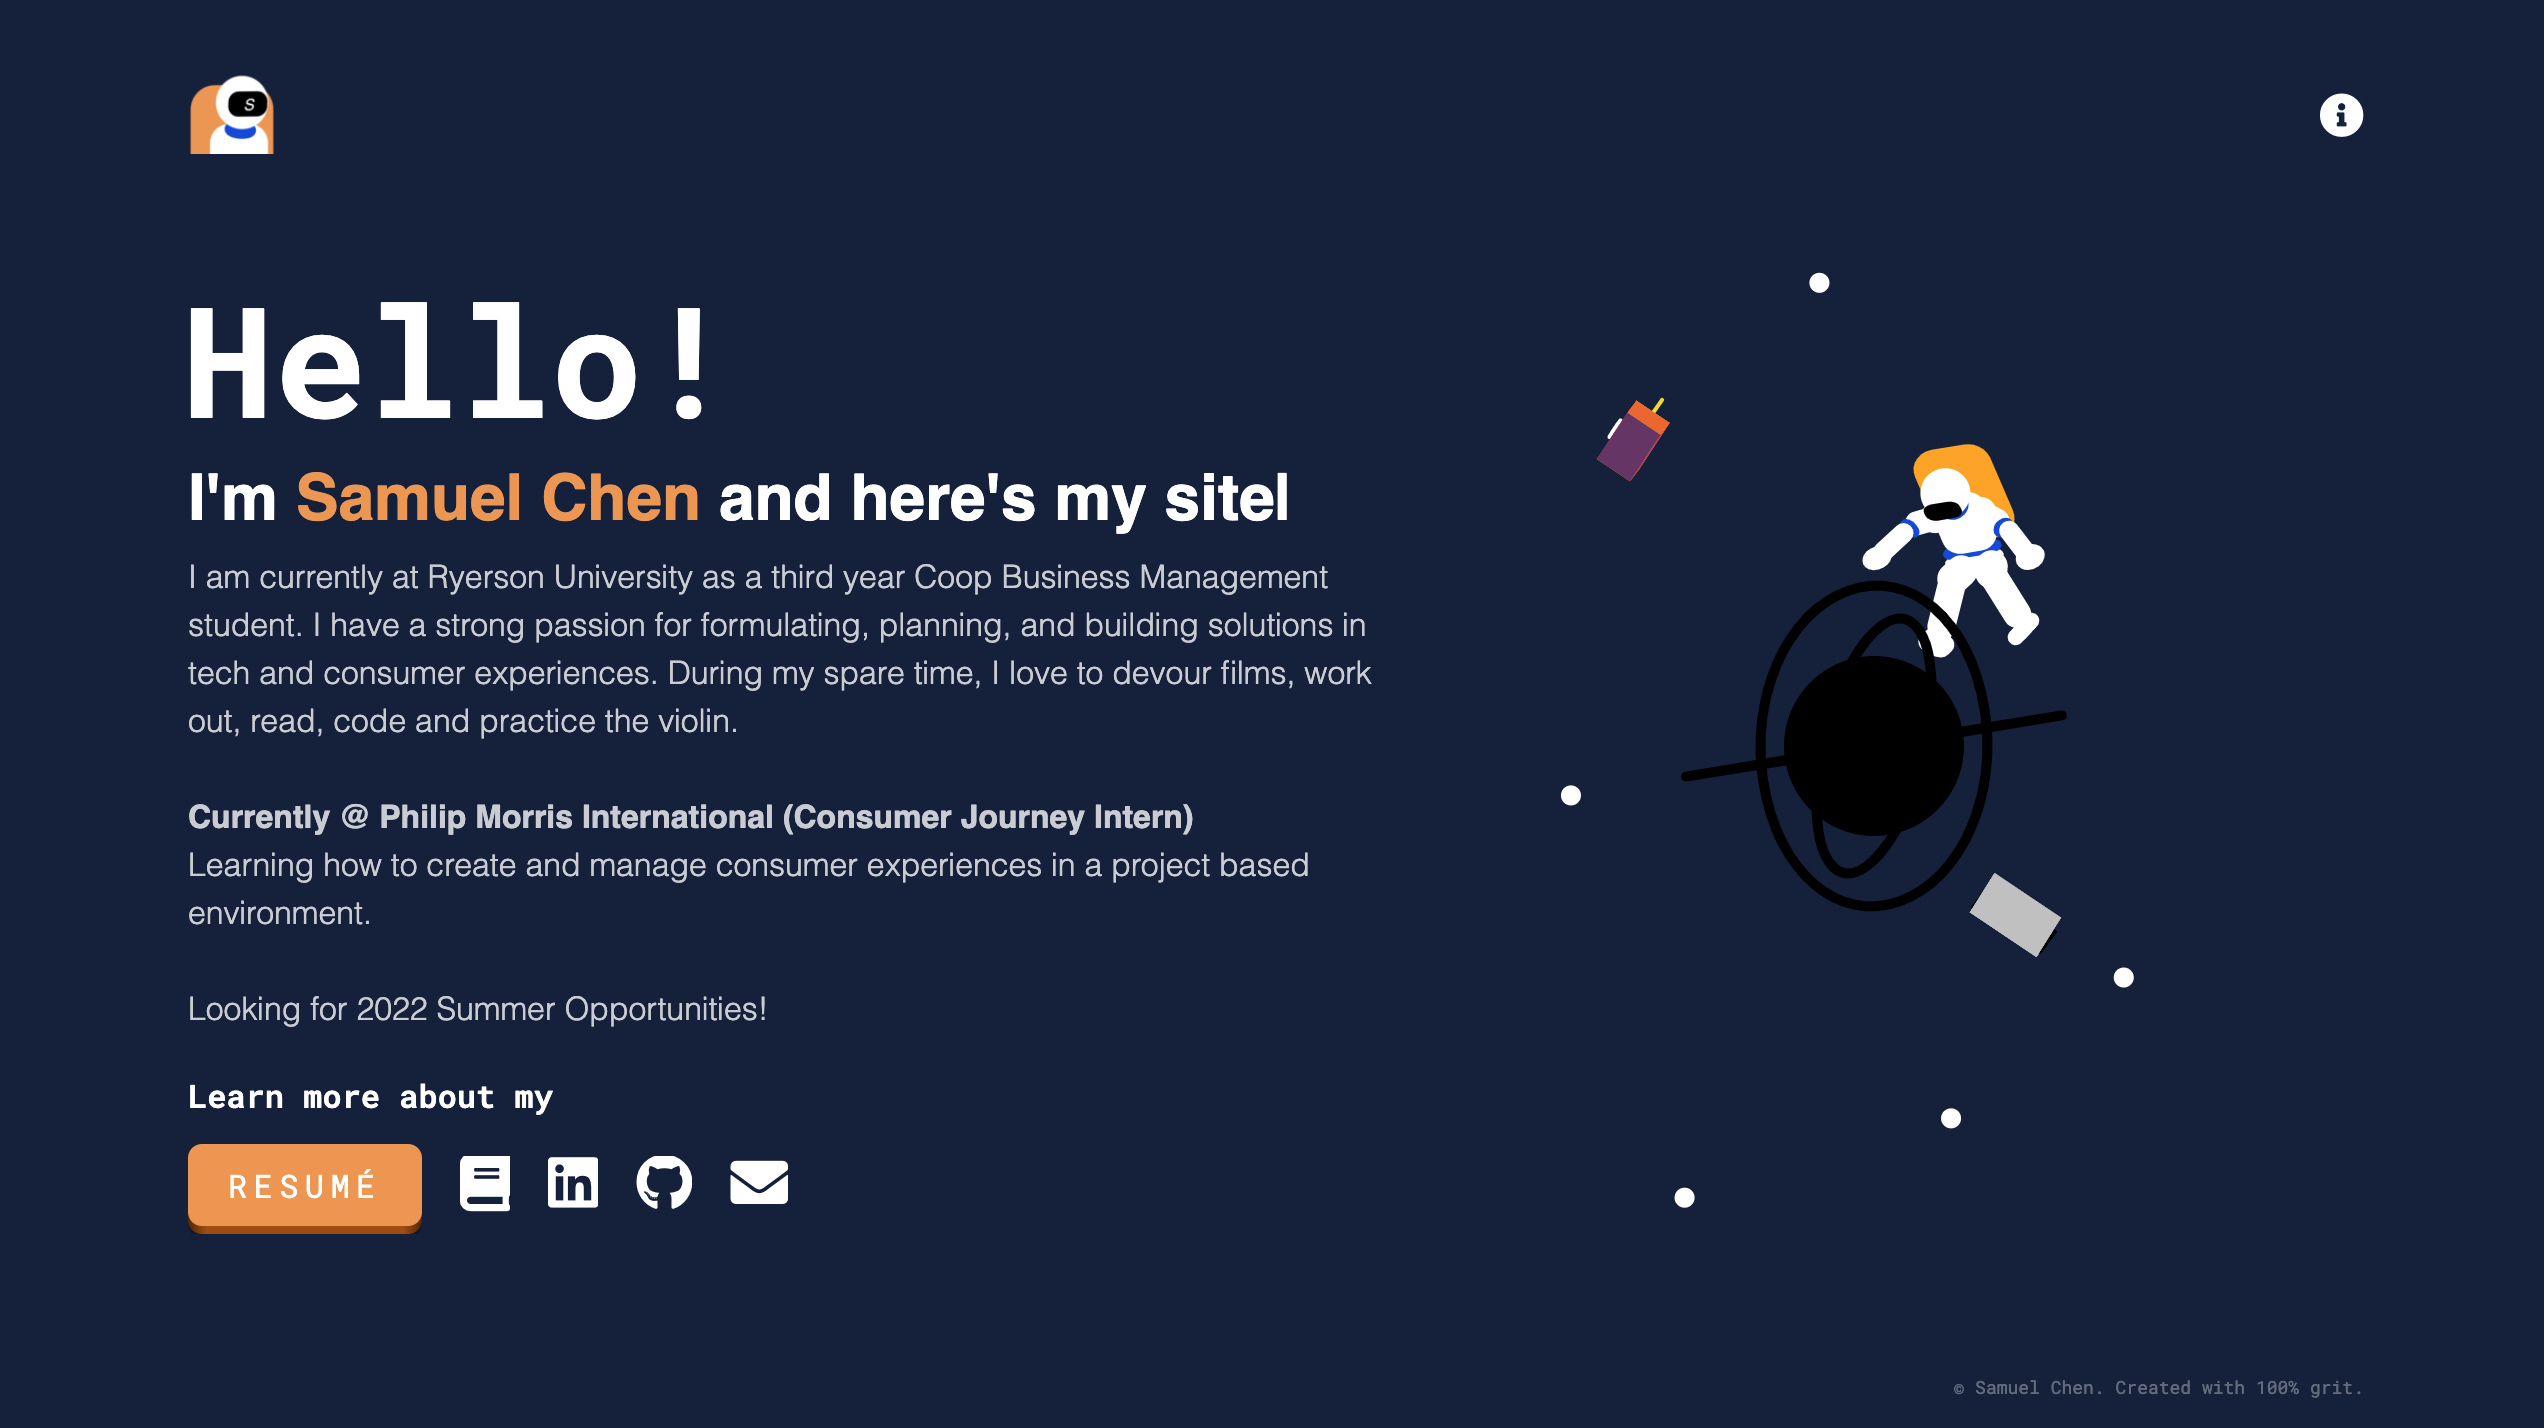 S
Hello!
I'm Samuel Chen and here's my sitel
I am currently at Ryerson University as a third year Coop Business Management
student. I have a strong passion for formulating, planning, and building solutions in
tech and consumer experiences. During my spare time, I love to devour films, work
out, read, code and practice the violin.
Currently @ Philip Morris International (Consumer Journey Intern)
Learning how to create and manage consumer experiences in a project based
environment.
Looking for 2022 Summer Opportunities!
Learn more about my
RESUMÉ
in
© Samuel Chen. Created with 100% grit.